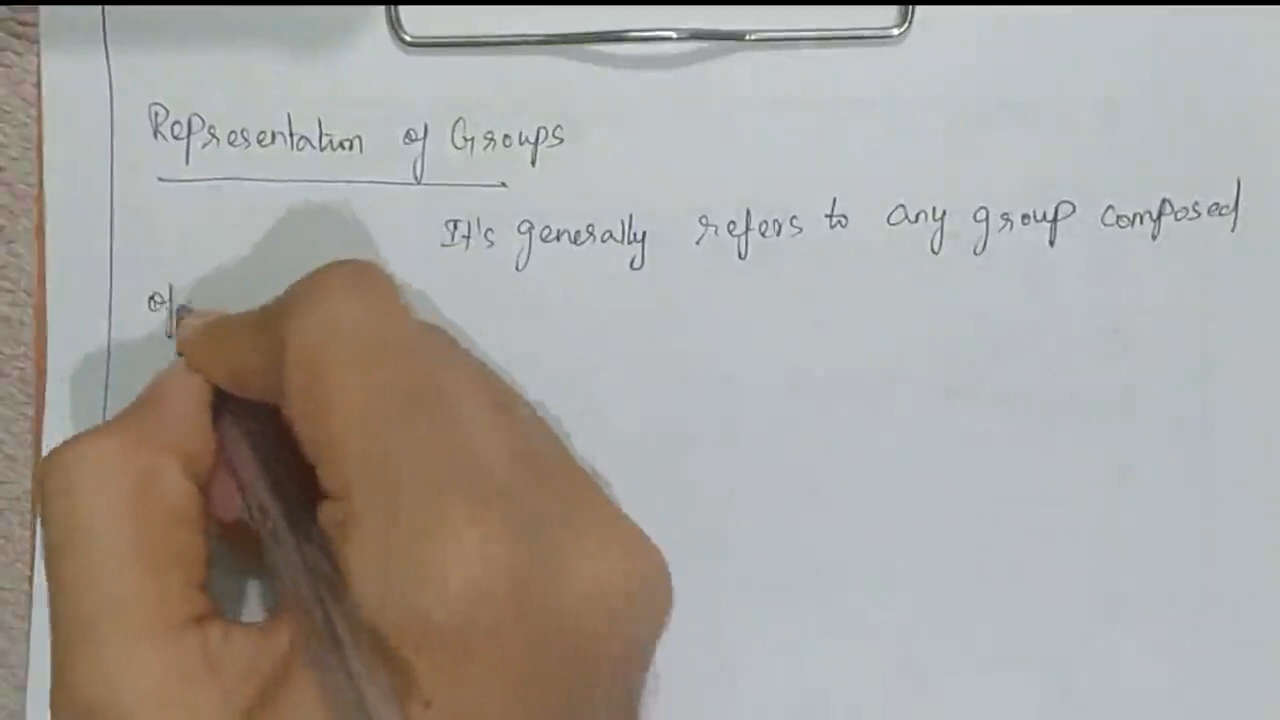 Representation of Groups
It's generally refers to any group composed
of